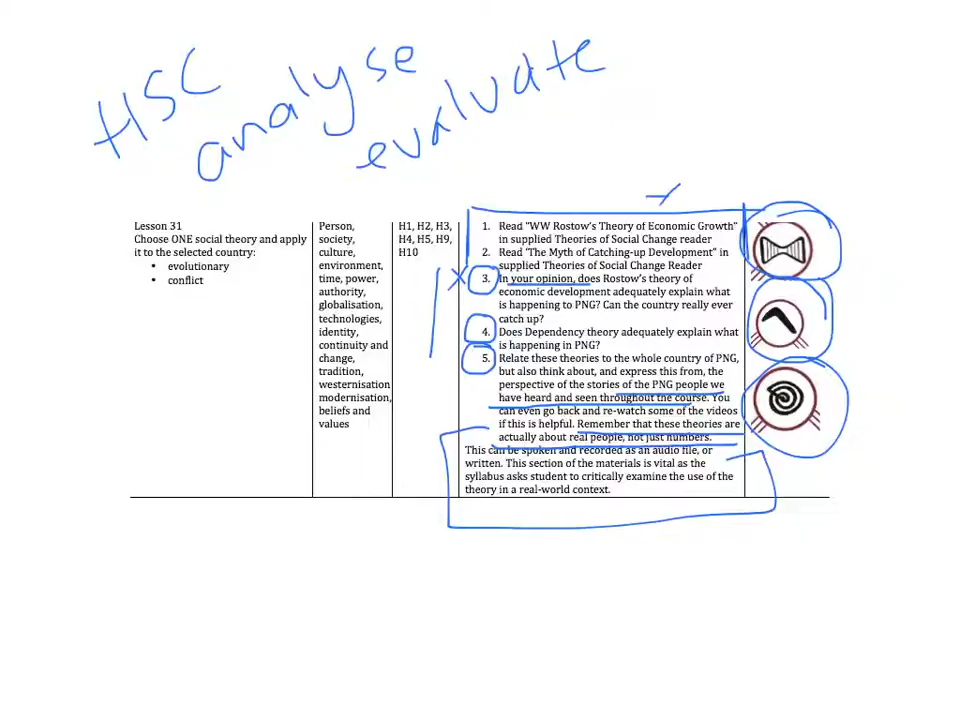 HSC
analyse
evaluate
Lesson 31
Choose ONE social theory and apply
it to the selected country:
• evolutionary
• conflict
Person,
society,
culture,
environment,
time, power,
authority,
globalisation,
technologies,
identity,
continuity and
change,
tradition,
westernisation
modernisation,
beliefs and
values
H1, H2, H3,
H4, H5, H9,
H10
1. Read "WW Rostow's Theory of Economic Growth"
in supplied Theories of Social Change reader
2. Read "The Myth of Catching-up Development" in
supplied Theories of Social Change Reader
3. In your opinion, does Rostow's theory of
economic development adequately explain what
is happening to PNG? Can the country really ever
catch up?
4. Does Dependency theory adequately explain what
is happening in PNG?
5. Relate these theories to the whole country of PNG,
but also think about, and express this from, the
perspective of the stories of the PNG people we
have heard and seen throughout the course. You
can even go back and re-watch some of the videos
if this is helpful. Remember that these theories are
actually about real people, not just numbers.
This can be spoken and recorded as an audio file, or
written. This section of the materials is vital as the
syllabus asks student to critically examine the use of the
theory in a real-world context.